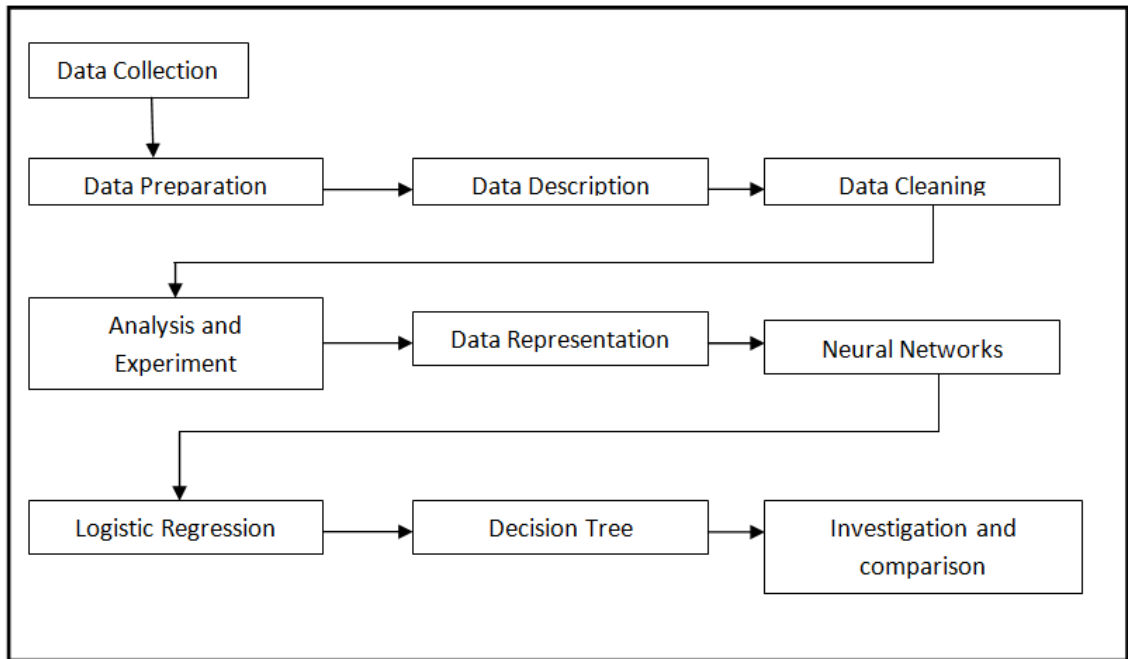 Data Collection
Data Preparation
Data Description
Data Cleaning
Analysis and
Experiment
Data Representation
Neural Networks
Logistic Regression
Decision Tree
Investigation and
comparison